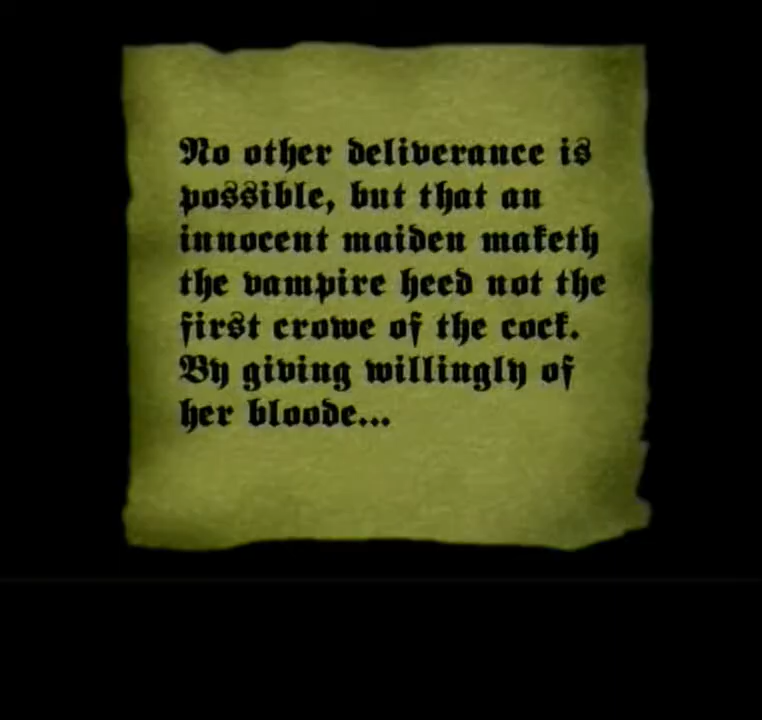 No other deliverance is
possible, but that an
innocent maiden maketh
the vampire heed not the
first crowe of the cock.
By giving willingly of
her bloode...